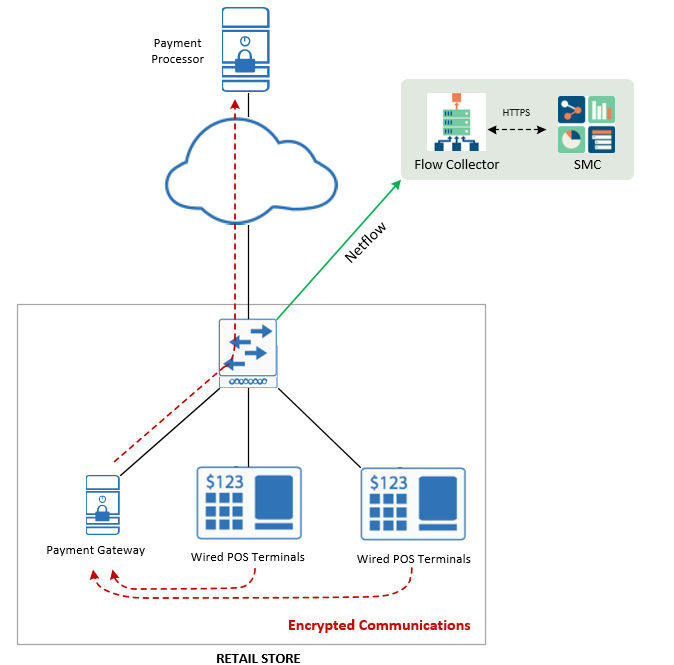 Payment
Processor
HTTPS
Flow Collector
SMC
Netflow
$123
$123
Payment Gateway
Wired POS Terminals
Wired POS Terminals
Encrypted Communications
RETAIL STORE